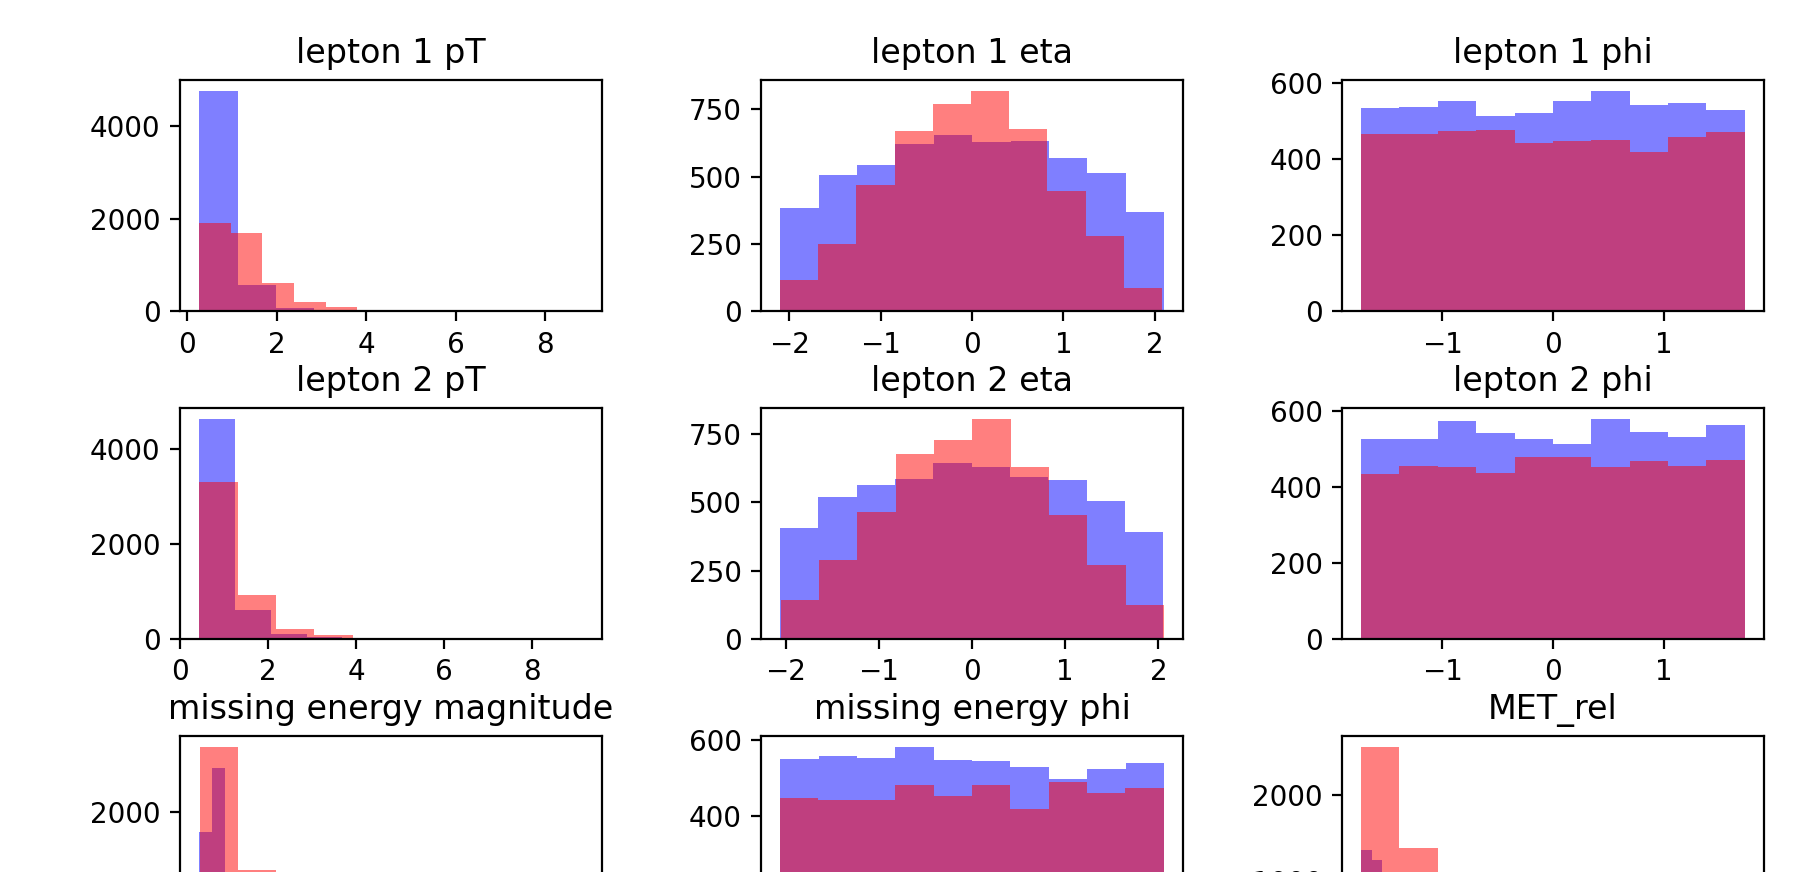 lepton 1 pT lepton 1 eta lepton 1 phi
4000 750 600
2000 500 400
250 200
0 0 0
0 2 4 6 8 −2 −1 0 1 2 −1 0 1
lepton 2 pT lepton 2 eta lepton 2 phi
4000 750 600
2000 500 400
250 200
0 0 0
0 2 4 6 8 −2 −1 0 1 2 −1 0 1
missing energy magnitude missing energy phi MET_rel
2000 600 2000
400